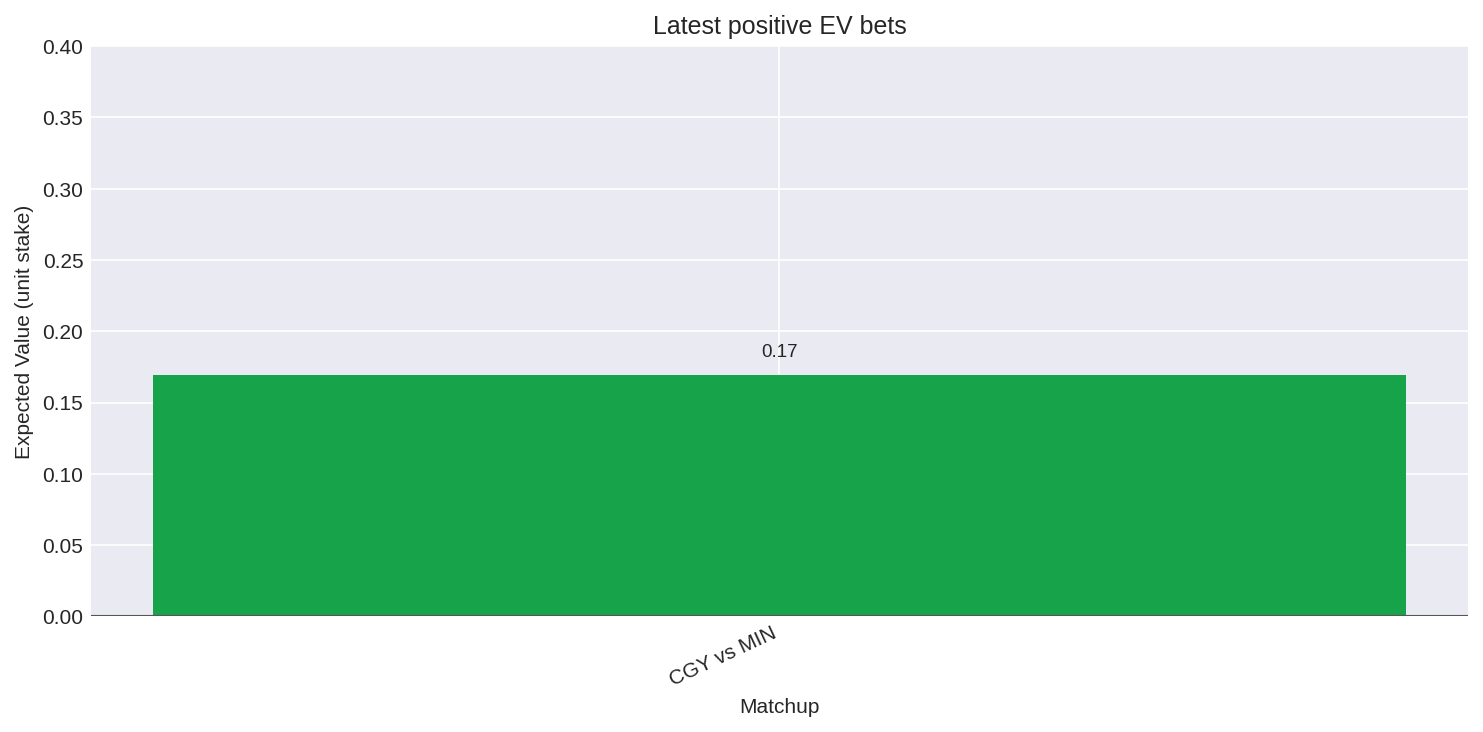 Latest positive EV bets
0.40
0.35
0.30
0.25
0.20
0.15
0.10
0.05
0.00
Expected Value (unit stake)
0.17
CGY vs MIN
Matchup